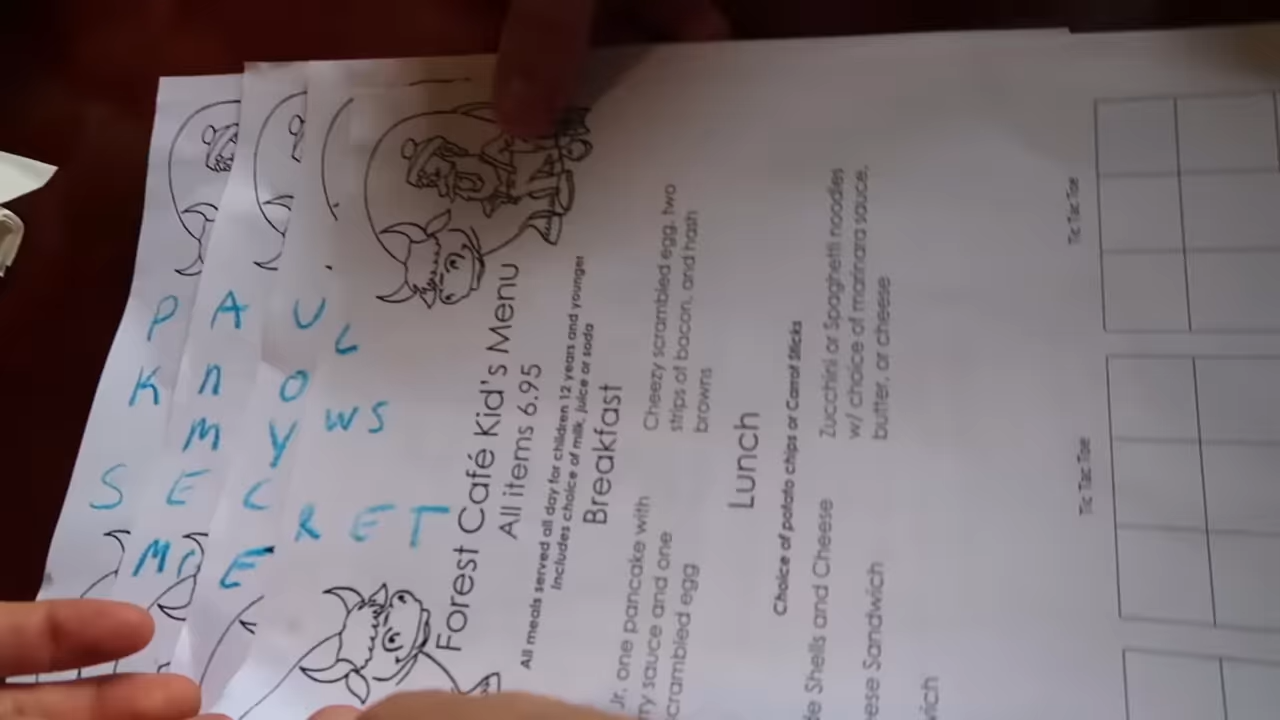 PAUL
KNOWS
MY
SECRET
ME
Forest Café Kid's Menu
All items 6.95
All meals served all day for children 12 years and younger
Includes choice of milk, juice or soda
Breakfast
Jr. one pancake with
sauce and one
scrambled egg
Cheezy scrambled egg, two
strips of bacon, and hash
browns
Lunch
Choice of potato chips or Carrot Sticks
Shells and Cheese
Sandwich
Zucchini or Spaghetti noodles
w/ choice of marinara sauce,
butter, or cheese
Tic Tac Toe
Tic Tac Toe